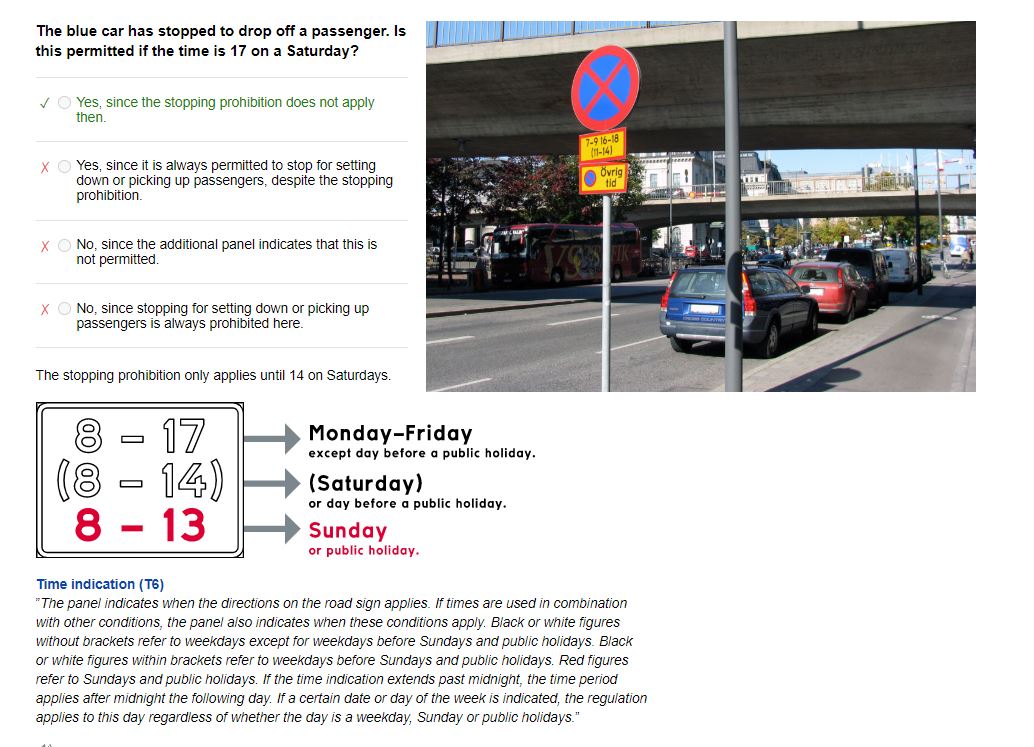 The blue car has stopped to drop off a passenger. Is
this permitted if the time is 17 on a Saturday?
✓ Yes, since the stopping prohibition does not apply
then.
✗ Yes, since it is always permitted to stop for setting
down or picking up passengers, despite the stopping
prohibition.
✗ No, since the additional panel indicates that this is
not permitted.
✗ No, since stopping for setting down or picking up
passengers is always prohibited here.
The stopping prohibition only applies until 14 on Saturdays.
7-9 16-18
(11-14)
Övrig
tid
CROSS COUNTRY
8 – 17
Monday–Friday
except day before a public holiday.
(8 – 14)
(Saturday)
or day before a public holiday.
8 – 13
Sunday
or public holiday.
Time indication (T6)
"The panel indicates when the directions on the road sign applies. If times are used in combination
with other conditions, the panel also indicates when these conditions apply. Black or white figures
without brackets refer to weekdays except for weekdays before Sundays and public holidays. Black
or white figures within brackets refer to weekdays before Sundays and public holidays. Red figures
refer to Sundays and public holidays. If the time indication extends past midnight, the time period
applies after midnight the following day. If a certain date or day of the week is indicated, the regulation
applies to this day regardless of whether the day is a weekday, Sunday or public holidays."